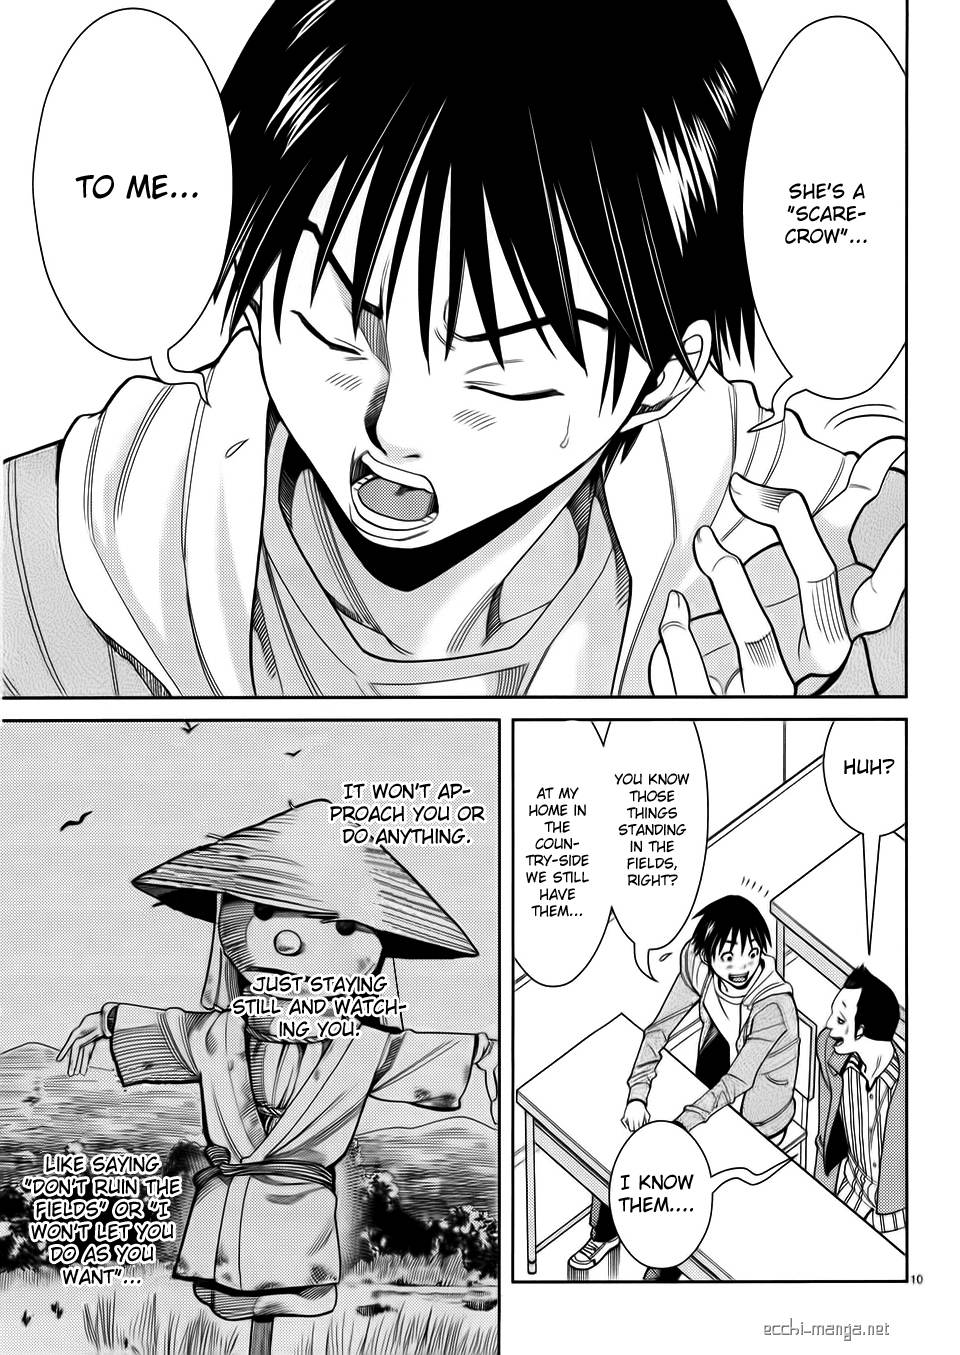 SHE'S A
"SCARE-
CROW"...
TO ME...
HUH?
YOU KNOW
THOSE
THINGS
STANDING
IN THE
FIELDS,
RIGHT?
AT MY
HOME IN
THE
COUN-
TRY-SIDE
WE STILL
HAVE
THEM...
I KNOW
THEM....
IT WON'T AP-
PROACH YOU OR
DO ANYTHING.
JUST STAYING
STILL AND WATCH-
ING YOU.
LIKE SAYING
"DON'T RUIN THE
FIELDS" OR "I
WON'T LET YOU
DO AS YOU
WANT"...
10
ecchi-manga.net